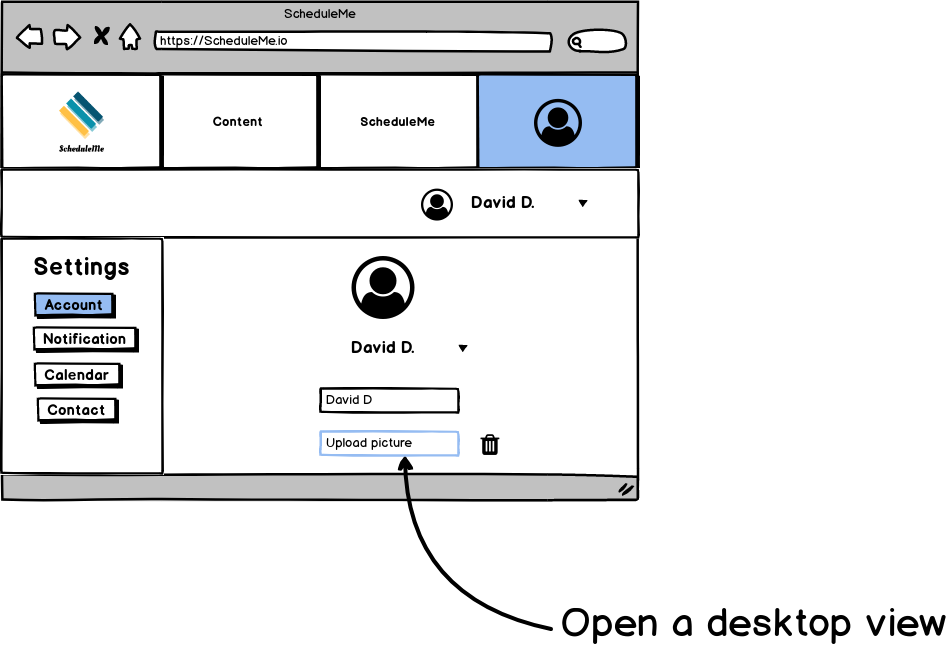 ScheduleMe
https://ScheduleMe.io
ScheduleMe
Content
ScheduleMe
David D.
Settings
Account
Notification
Calendar
Contact
David D.
David D
Upload picture
Open a desktop view